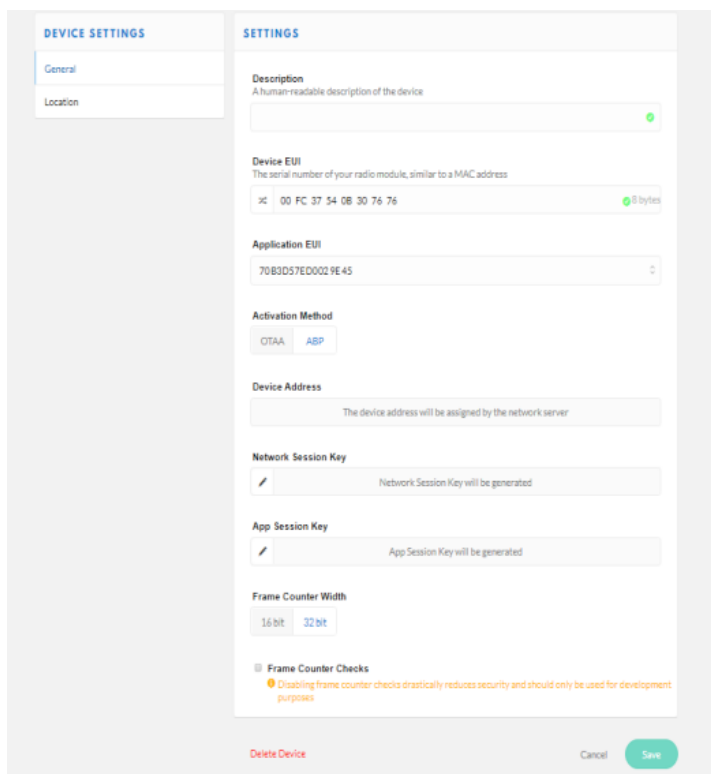 DEVICE SETTINGS
General
Location
SETTINGS
Description
A human-readable description of the device
Device EUI
The serial number of your radio module, similar to a MAC address
00 FC 37 54 0B 30 76 76 8 bytes
Application EUI
70B3D57ED0029E45
Activation Method
OTAA ABP
Device Address
The device address will be assigned by the network server
Network Session Key
Network Session Key will be generated
App Session Key
App Session Key will be generated
Frame Counter Width
16 bit 32 bit
Frame Counter Checks
Disabling frame counter checks drastically reduces security and should only be used for development
purposes
Delete Device Cancel Save